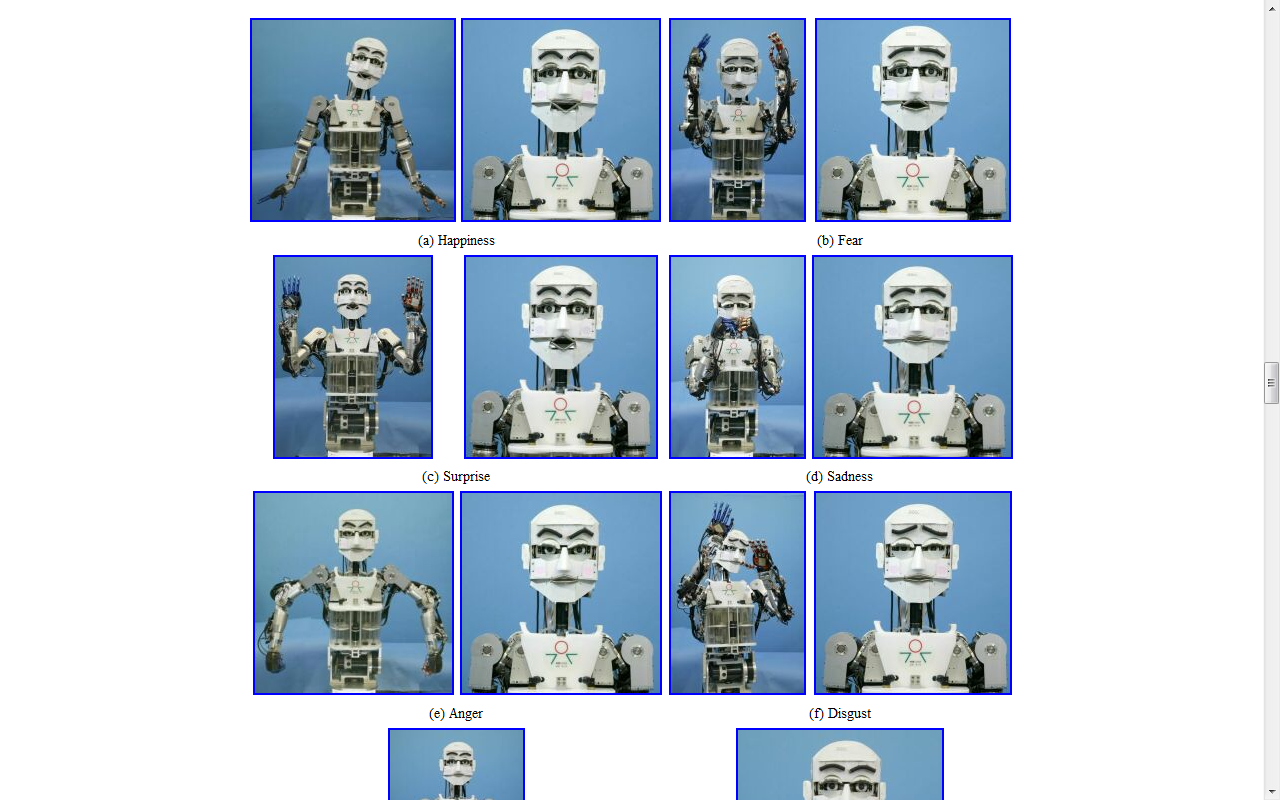 (a) Happiness
(b) Fear
(c) Surprise
(d) Sadness
(e) Anger
(f) Disgust